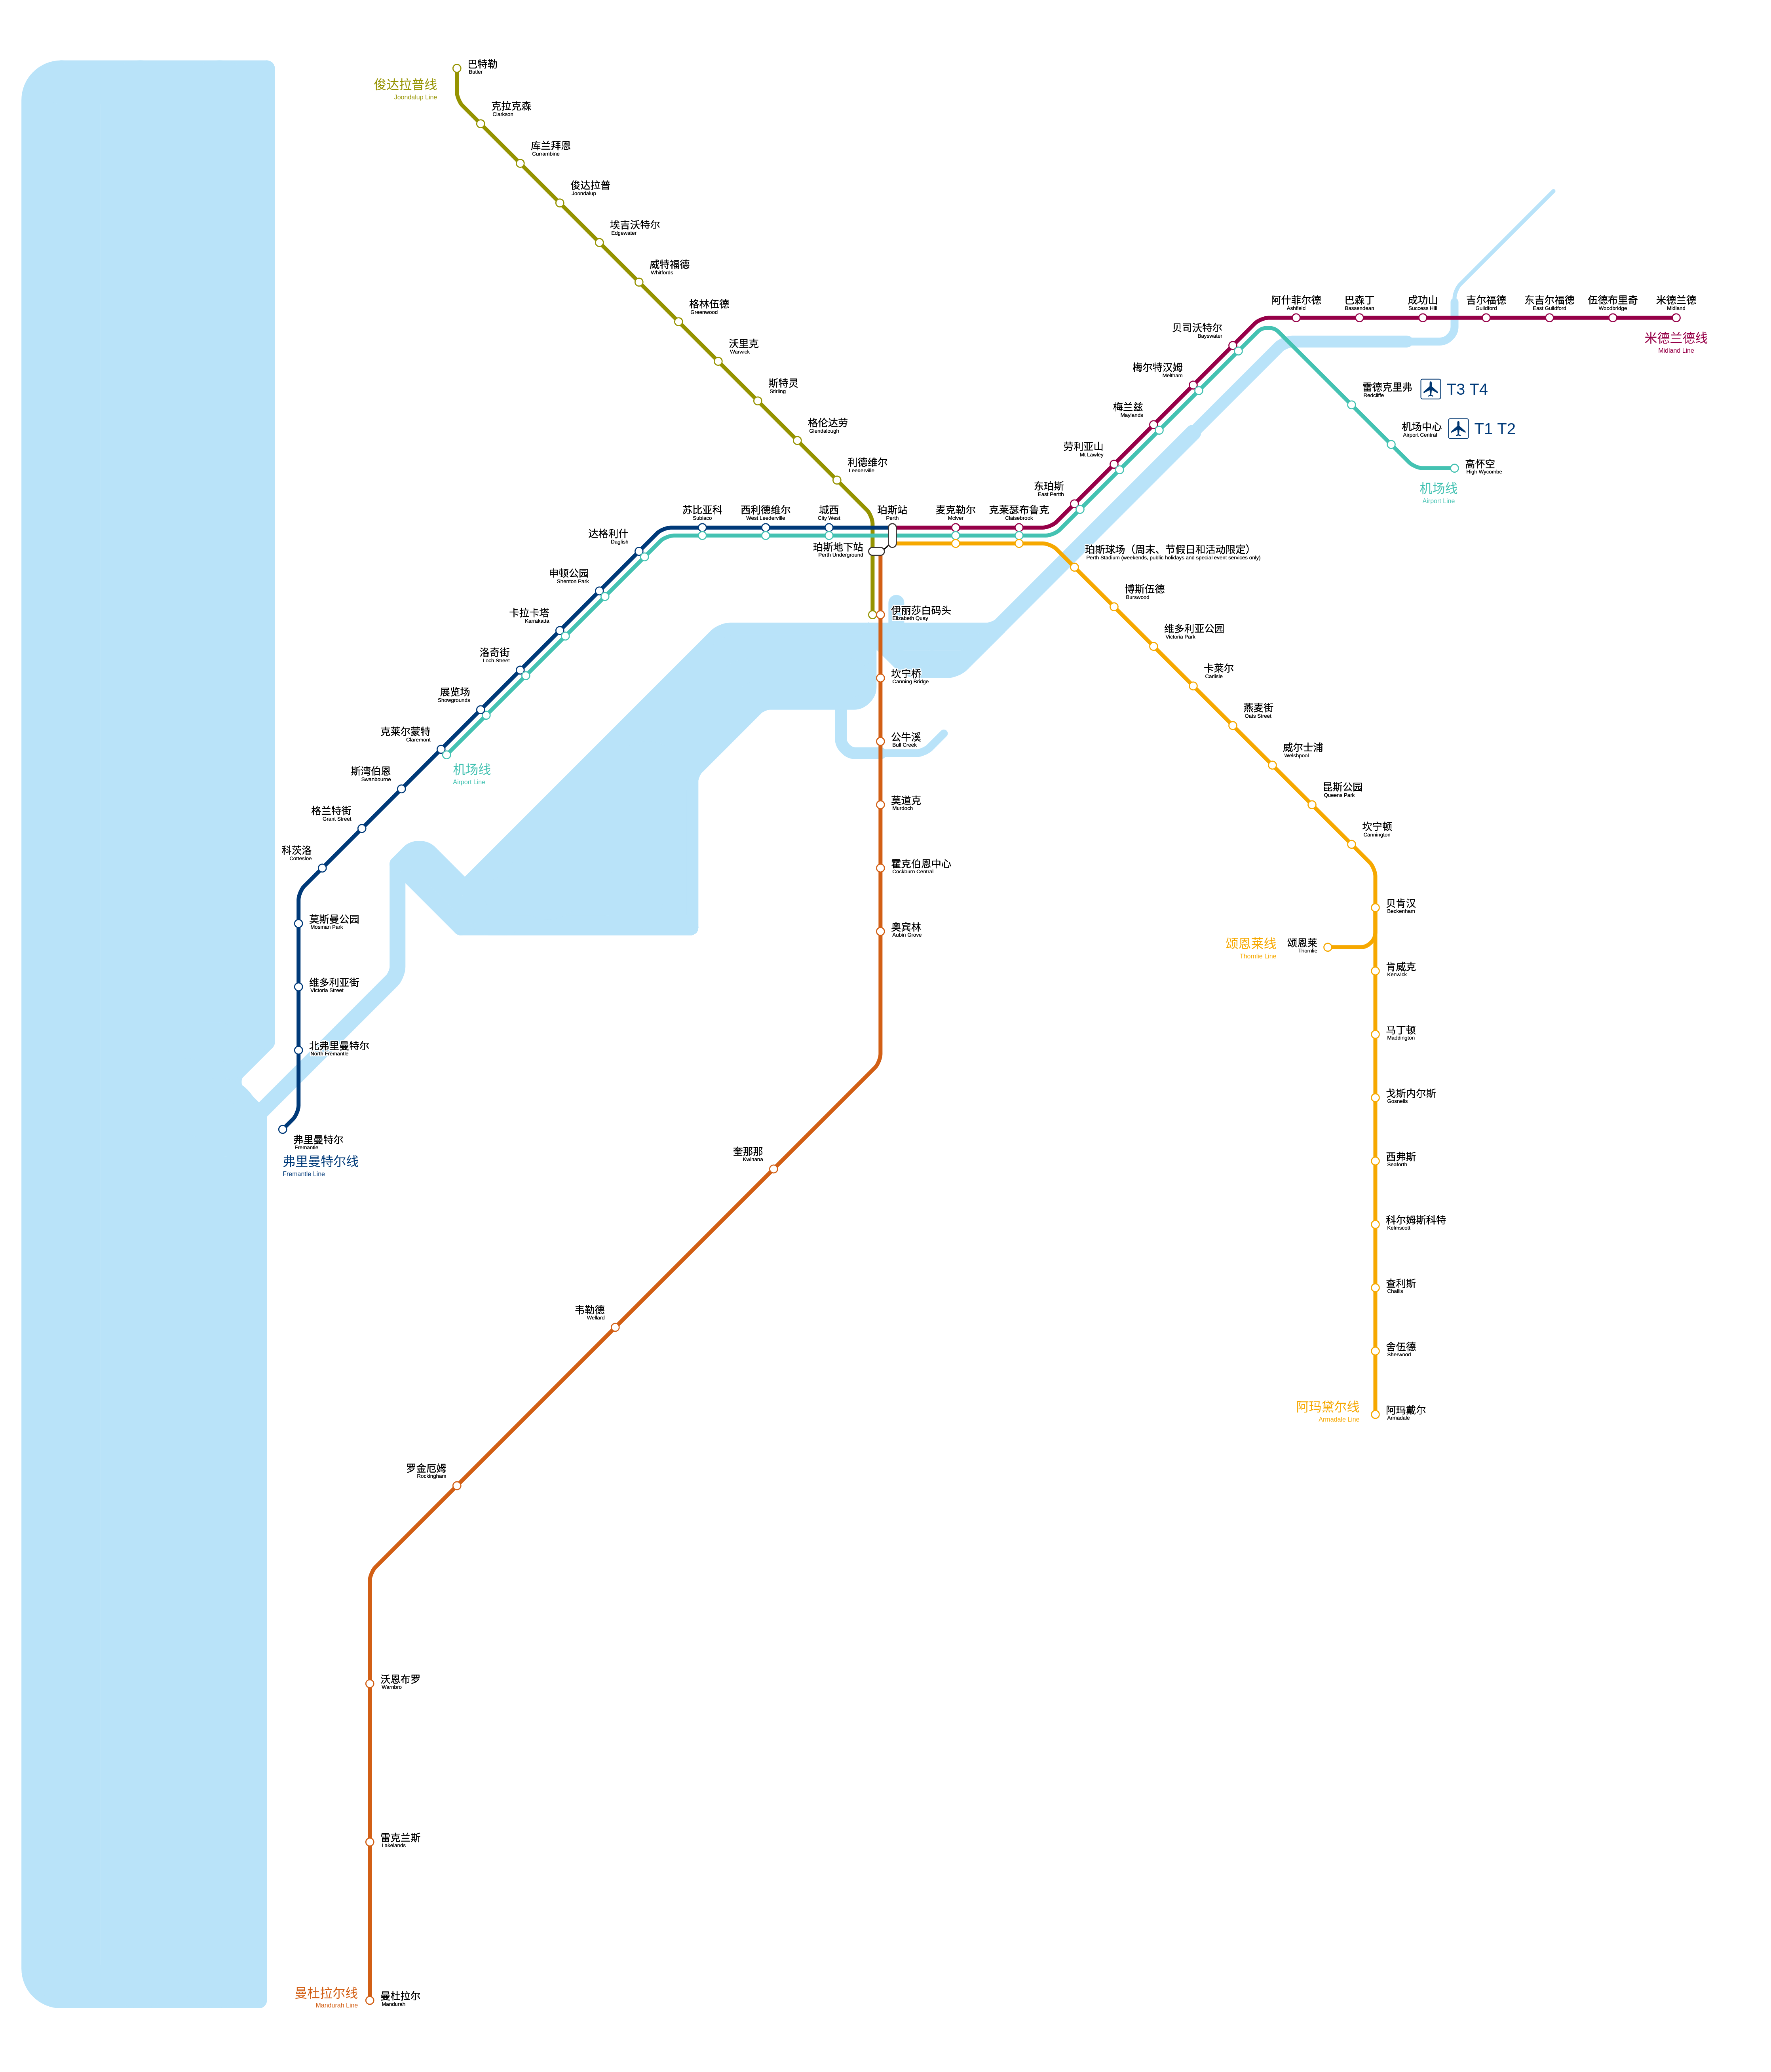 巴特勒
Butler
俊达拉普线
Joondalup Line
克拉克森
Clarkson
库兰拜恩
Currambine
俊达拉普
Joondalup
埃吉沃特尔
Edgewater
威特福德
Whitfords
格林伍德
Greenwood
沃里克
Warwick
斯特灵
Stirling
格伦达劳
Glendalough
利德维尔
Leederville
阿什菲尔德
Ashfield
巴森丁
Bassendean
成功山
Success Hill
吉尔福德
Guildford
东吉尔福德
East Guildford
伍德布里奇
Woodbridge
米德兰德
Midland
米德兰德线
Midland Line
贝司沃特尔
Bayswater
梅尔特汉姆
Meltham
梅兰兹
Maylands
劳利亚山
Mt Lawley
东珀斯
East Perth
雷德克里弗
Redcliffe
T3 T4
机场中心
Airport Central
T1 T2
高怀空
High Wycombe
机场线
Airport Line
苏比亚科
Subiaco
西利德维尔
West Leederville
城西
City West
珀斯站
Perth
麦克勒尔
McIver
克莱瑟布鲁克
Claisebrook
达格利什
Daglish
珀斯地下站
Perth Underground
珀斯球场（周末、节假日和活动限定）
Perth Stadium (weekends, public holidays and special event services only)
申顿公园
Shenton Park
卡拉卡塔
Karrakatta
洛奇街
Loch Street
展览场
Showgrounds
克莱尔蒙特
Claremont
机场线
Airport Line
斯湾伯恩
Swanbourne
格兰特街
Grant Street
科茨洛
Cottesloe
莫斯曼公园
Mosman Park
维多利亚街
Victoria Street
北弗里曼特尔
North Fremantle
弗里曼特尔
Fremantle
弗里曼特尔线
Fremantle Line
伊丽莎白码头
Elizabeth Quay
坎宁桥
Canning Bridge
公牛溪
Bull Creek
莫道克
Murdoch
霍克伯恩中心
Cockburn Central
奥宾林
Aubin Grove
奎那那
Kwinana
韦勒德
Wellard
罗金厄姆
Rockingham
沃恩布罗
Warnbro
雷克兰斯
Lakelands
曼杜拉尔线
Mandurah Line
曼杜拉尔
Mandurah
博斯伍德
Burswood
维多利亚公园
Victoria Park
卡莱尔
Carlisle
燕麦街
Oats Street
威尔士浦
Welshpool
昆斯公园
Queens Park
坎宁顿
Cannington
贝肯汉
Beckenham
颂恩莱线
Thornlie Line
颂恩莱
Thornlie
肯威克
Kenwick
马丁顿
Maddington
戈斯内尔斯
Gosnells
西弗斯
Seaforth
科尔姆斯科特
Kelmscott
查利斯
Challis
舍伍德
Sherwood
阿玛黛尔线
Armadale Line
阿玛戴尔
Armadale